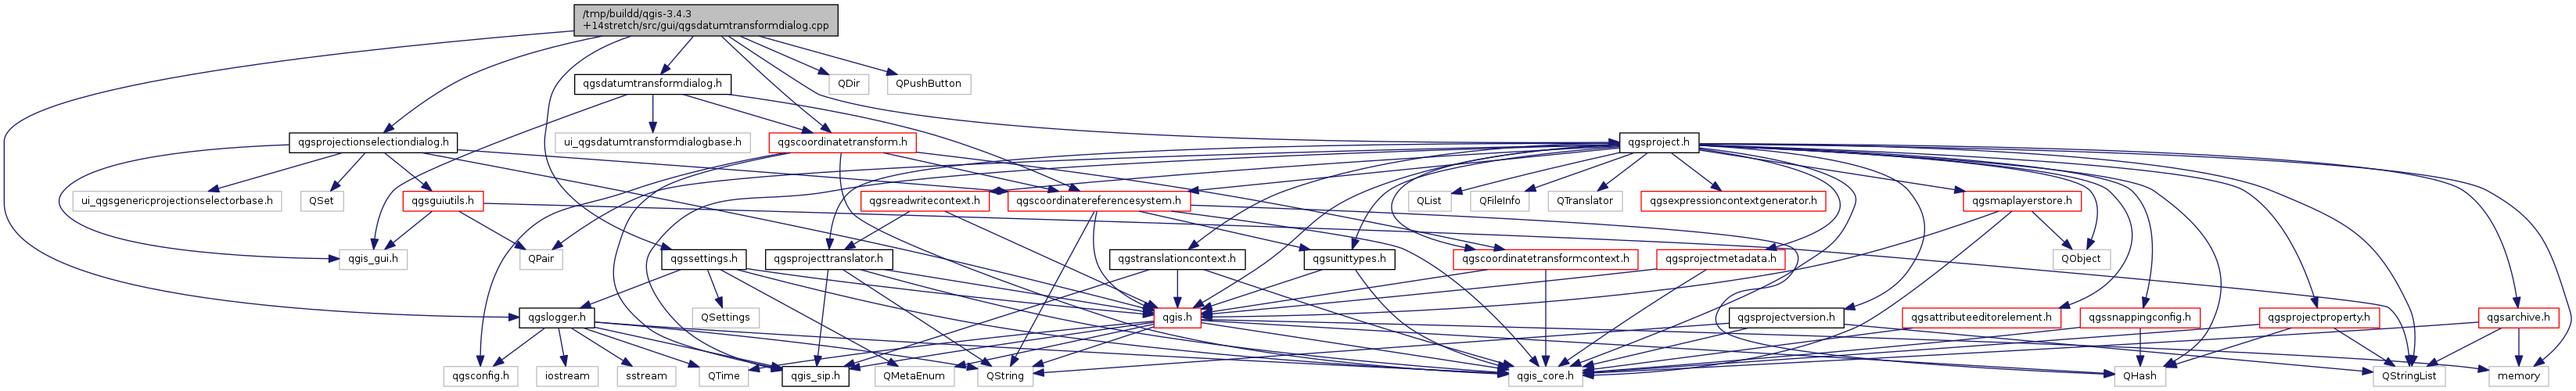 /tmp/buildd/qgis-3.4.3
+14stretch/src/gui/qgsdatumtransformdialog.cpp
qgsdatumtransformdialog.h
QDir
QPushButton
qgsprojectionselectiondialog.h
ui_qgsdatumtransformdialogbase.h
qgscoordinatetransform.h
qgsproject.h
ui_qgsgenericprojectionselectorbase.h
QSet
qgsguiutils.h
qgsreadwritecontext.h
qgscoordinatereferencesystem.h
QList
QFileInfo
QTranslator
qgsexpressioncontextgenerator.h
qgsmaplayerstore.h
qgis_gui.h
QPair
qgssettings.h
qgsprojecttranslator.h
qgstranslationcontext.h
qgsunittypes.h
qgscoordinatetransformcontext.h
qgsprojectmetadata.h
QObject
qgslogger.h
QSettings
qgis.h
qgsprojectversion.h
qgsattributeeditorelement.h
qgssnappingconfig.h
qgsprojectproperty.h
qgsarchive.h
qgsconfig.h
iostream
sstream
QTime
qgis_sip.h
QMetaEnum
QString
qgis_core.h
QHash
QStringList
memory